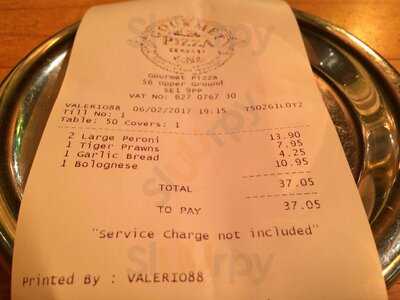 GOURMET
PIZZA
Gourmet Pizza
56 Upper Ground
SE1 9PP
VAT NO: 627 0767 30
VALERIO88 06/02/2017 19:15
Till No: 1
Table: 50 Covers: 1
2 Large Peroni 13.90
1 Tiger Prawns 7.95
1 Garlic Bread 4.25
1 Bolognese 10.95
TOTAL 37.05
TO PAY 37.05
"Service Charge not included"
Printed By : VALERIO88